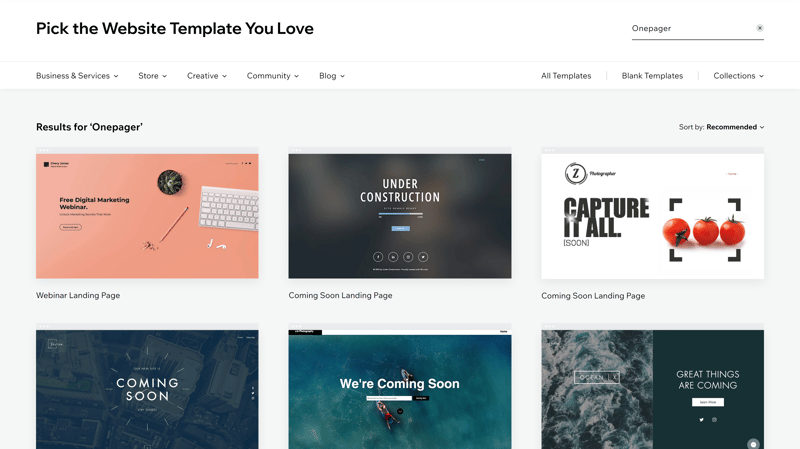 Pick the Website Template You Love
Onepager
Business & Services
Store
Creative
Community
Blog
All Templates
Blank Templates
Collections
Results for ‘Onepager’
Sort by: Recommended
Free Digital Marketing
Webinar.
UNDER
CONSTRUCTION
Z
Photographer
CAPTURE
IT ALL.
(SOON)
Webinar Landing Page
Coming Soon Landing Page
Coming Soon Landing Page
COMING
SOON
We're Coming Soon
OCEAN
GREAT THINGS
ARE COMING